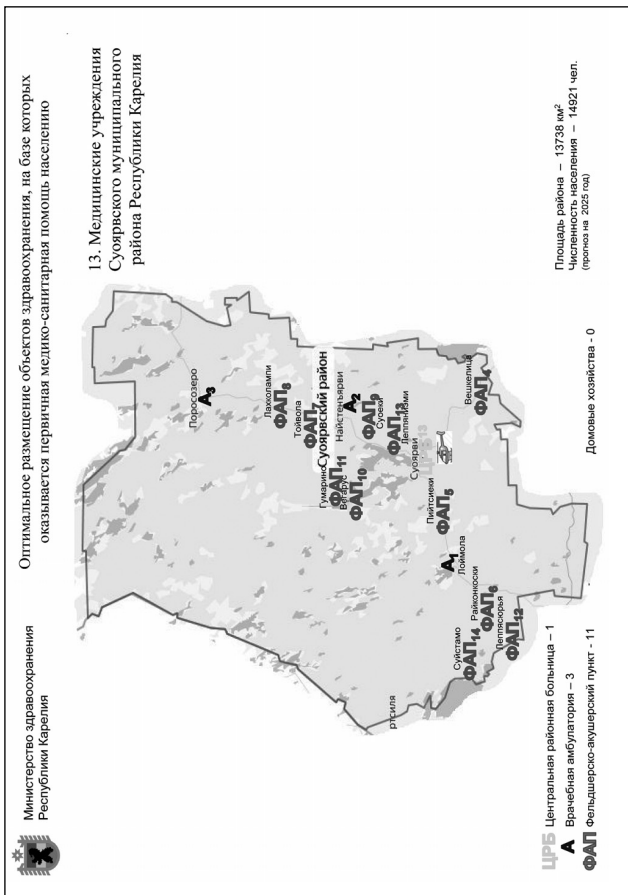 Министерство здравоохранения
Республики Карелия
Оптимальное размещение объектов здравоохранения, на базе которых
оказывается первичная медико-санитарная помощь населению
13. Медицинские учреждения
Суоярвского муниципального
района Республики Карелия
Поросозеро
А3
Лахколампи
ФАП8
Тойвола
ФАП7
Суоярвский район
Гумарино
ФАП11
Вегарус
ФАП10
Найстенъярви
А2
ФАП9
Суоеки
ФАП13
Леппяниэми
Суоярви
ЦРБ13
Вешкелица
ФАП4
Пийтсиеки
ФАП5
А1
Лоймола
Райконкоски
ФАП6
Суйстамо
ФАП14
Леппясюрья
ФАП12
ртсиля
ЦРБ Центральная районная больница – 1
А Врачебная амбулатория – 3
ФАП Фельдшерско-акушерский пункт - 11
Домовые хозяйства - 0
Площадь района – 13738 км²
Численность населения – 14921 чел.
(прогноз на 2025 год)